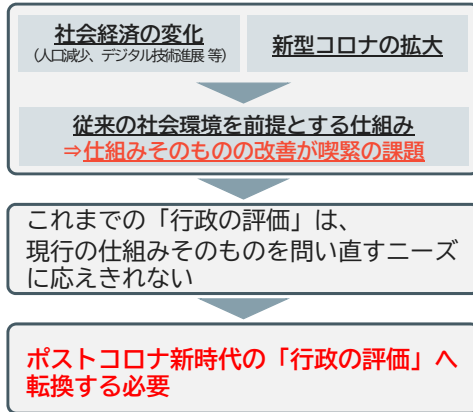 社会経済の変化
(人口減少、デジタル技術進展 等)
新型コロナの拡大
従来の社会環境を前提とする仕組み
⇒仕組みそのものの改善が喫緊の課題
これまでの「行政の評価」は、
現行の仕組みそのものを問い直すニーズ
に応えきれない
ポストコロナ新時代の「行政の評価」へ
転換する必要